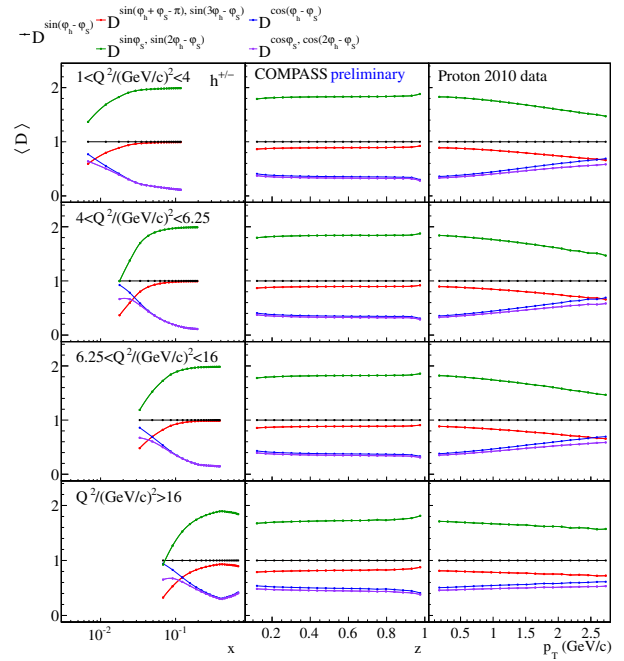 D^sin(φ_h - φ_S) D^sin(φ_h + φ_S - π), sin(3φ_h - φ_S) D^cos(φ_h - φ_S)
D^sinφ_S, sin(2φ_h - φ_S) D^cosφ_S, cos(2φ_h - φ_S)
1<Q²/(GeV/c)²<4 h^+/− COMPASS preliminary Proton 2010 data
⟨D⟩
2
1
0
4<Q²/(GeV/c)²<6.25
2
1
0
6.25<Q²/(GeV/c)²<16
2
1
0
Q²/(GeV/c)²>16
2
1
0
10⁻² 10⁻¹ 0.2 0.4 0.6 0.8 1 0.5 1 1.5 2 2.5
x z p_T (GeV/c)